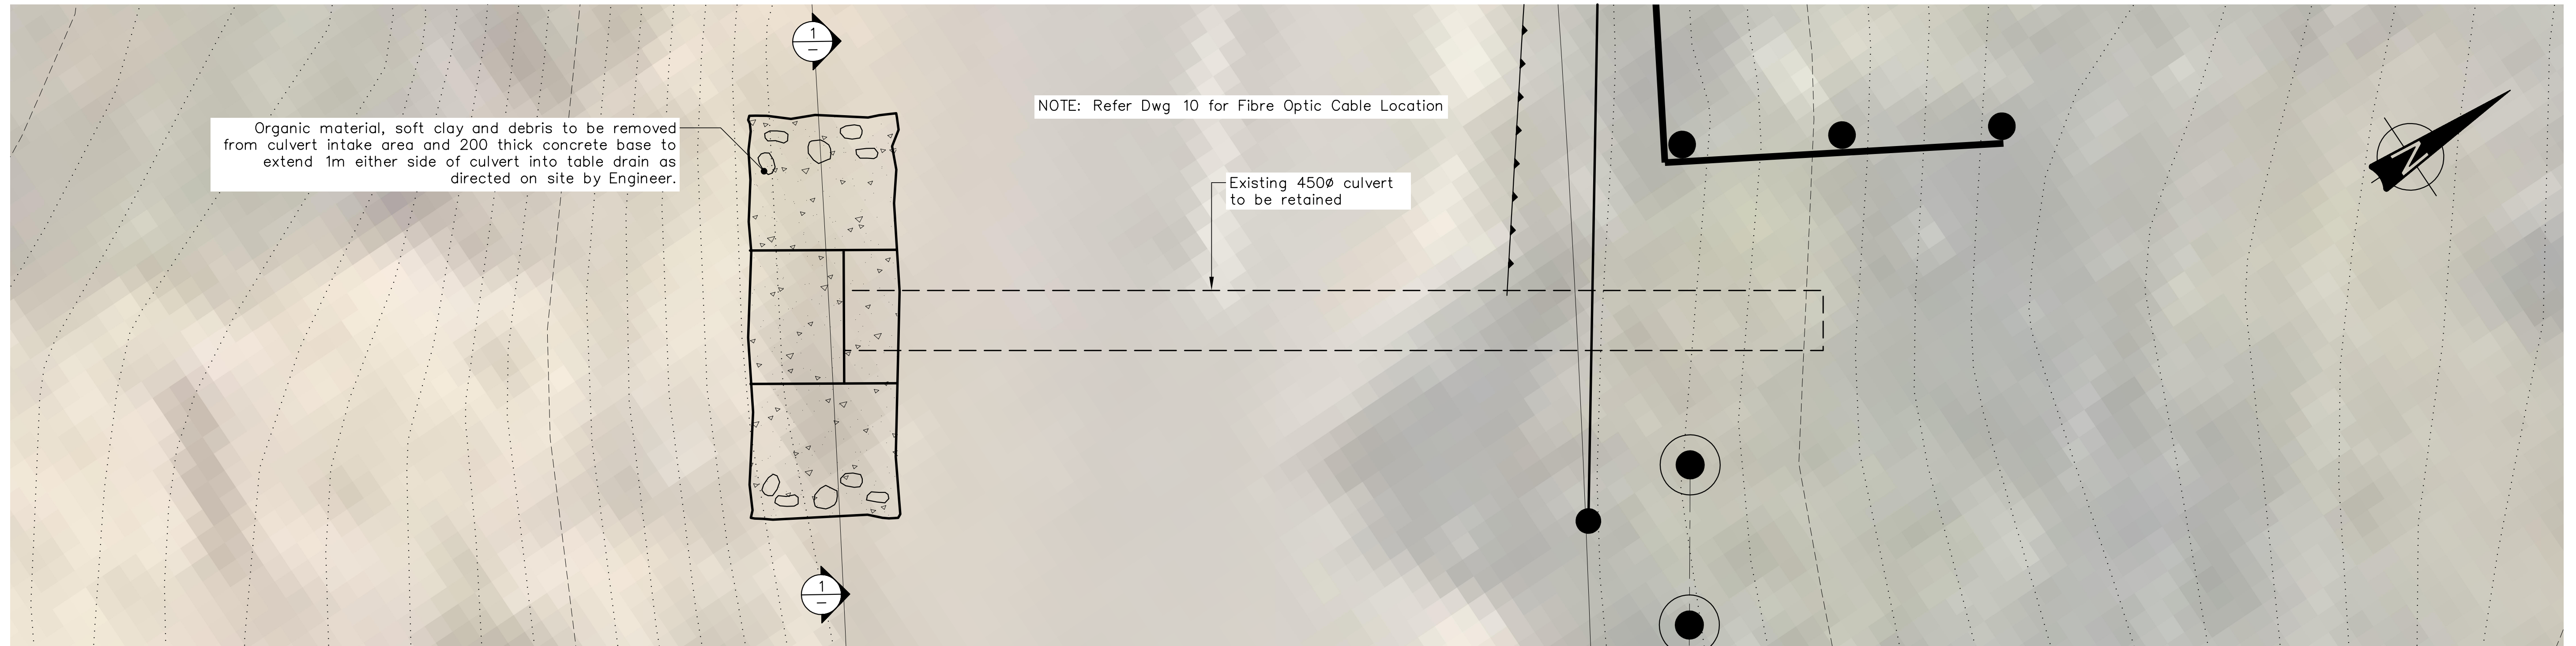 1
–
NOTE: Refer Dwg 10 for Fibre Optic Cable Location
Organic material, soft clay and debris to be removed
from culvert intake area and 200 thick concrete base to
extend 1m either side of culvert into table drain as
directed on site by Engineer.
Existing 450Ø culvert
to be retained
N
1
–